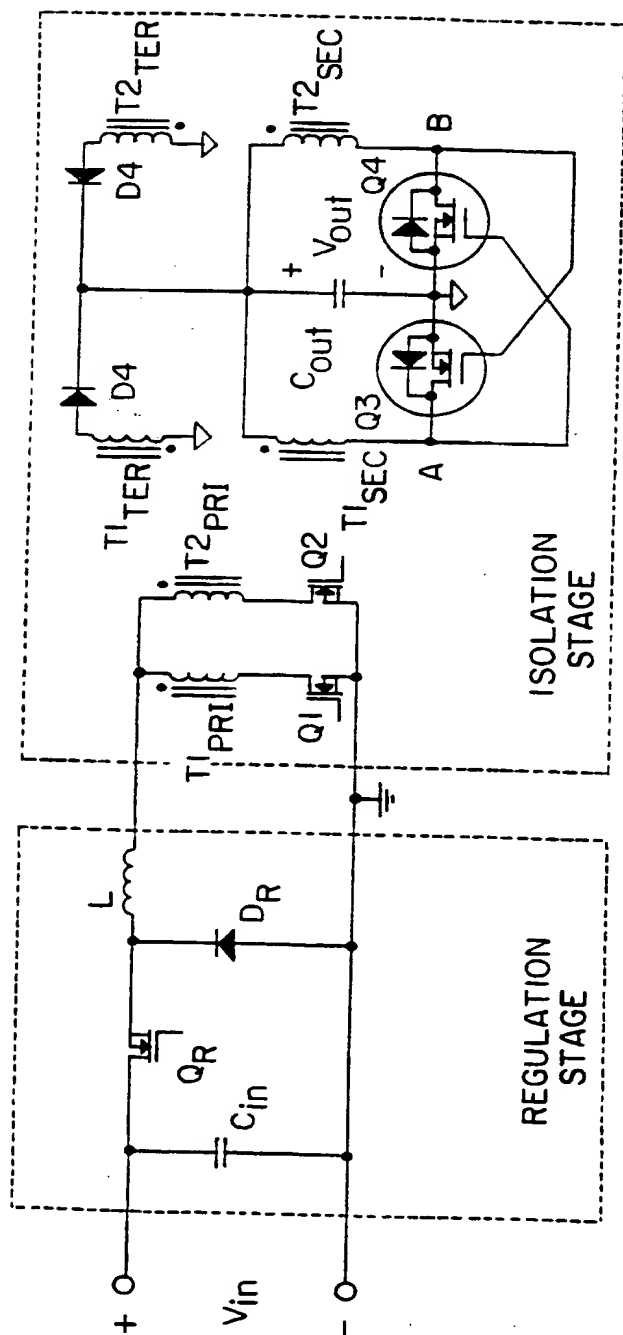 +
Vin
-
Cin
QR
L
DR
REGULATION
STAGE
T1PRI
T2PRI
Q1
Q2
T1TER
D4
D4
T2TER
T1SEC
T2SEC
Cout
+
Vout
-
Q3
Q4
A
B
ISOLATION
STAGE